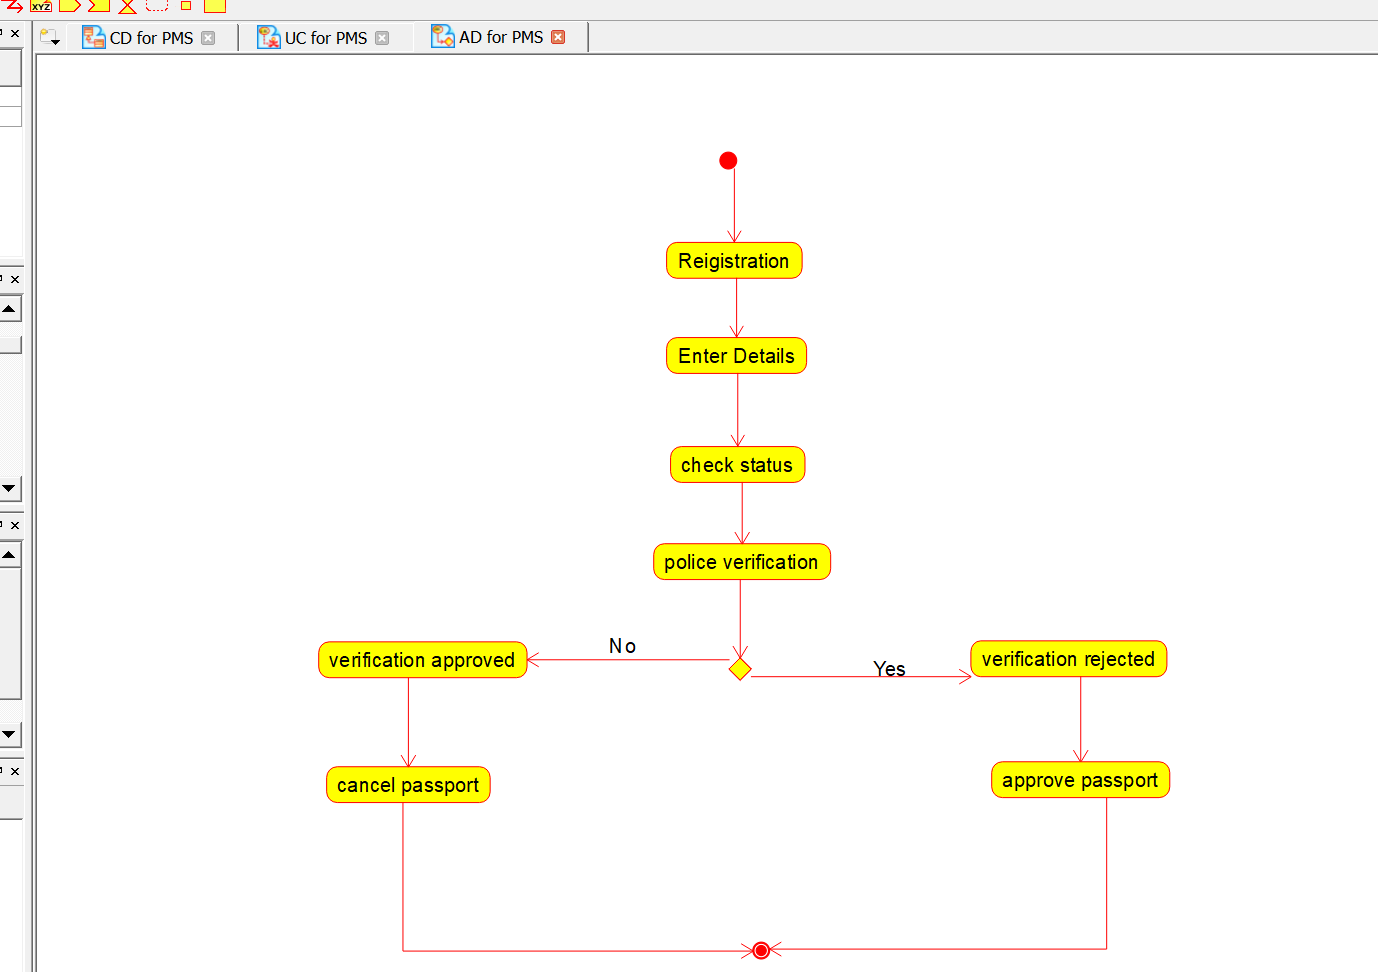 XYZ
CD for PMS
UC for PMS
AD for PMS
Reigistration
Enter Details
check status
police verification
No
verification approved
Yes
verification rejected
cancel passport
approve passport